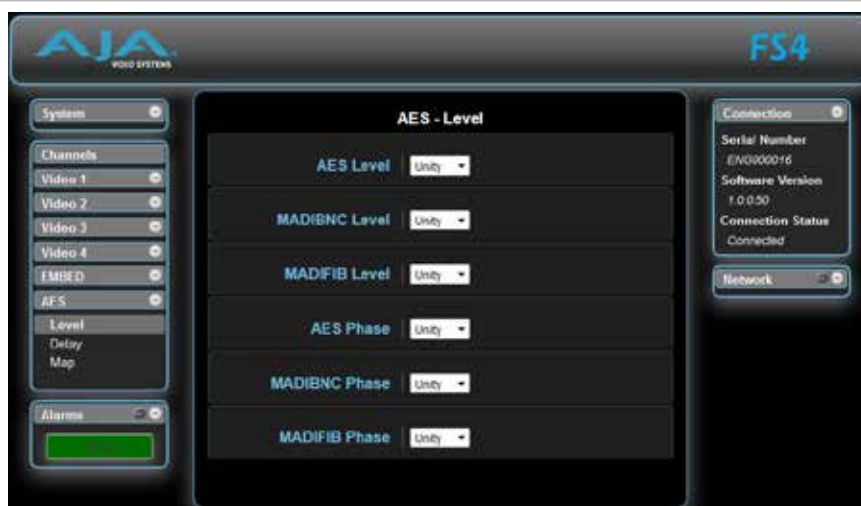 AJA
VIDEO SYSTEMS
FS4
System
Channels
Video 1
Video 2
Video 3
Video 4
EMBED
AES
Level
Delay
Map
Alarms
AES - Level
AES Level Unity
MADIBNC Level Unity
MADIFIB Level Unity
AES Phase Unity
MADIBNC Phase Unity
MADIFIB Phase Unity
Connection
Serial Number
ENG000016
Software Version
1.0.0.50
Connection Status
Connected
Network